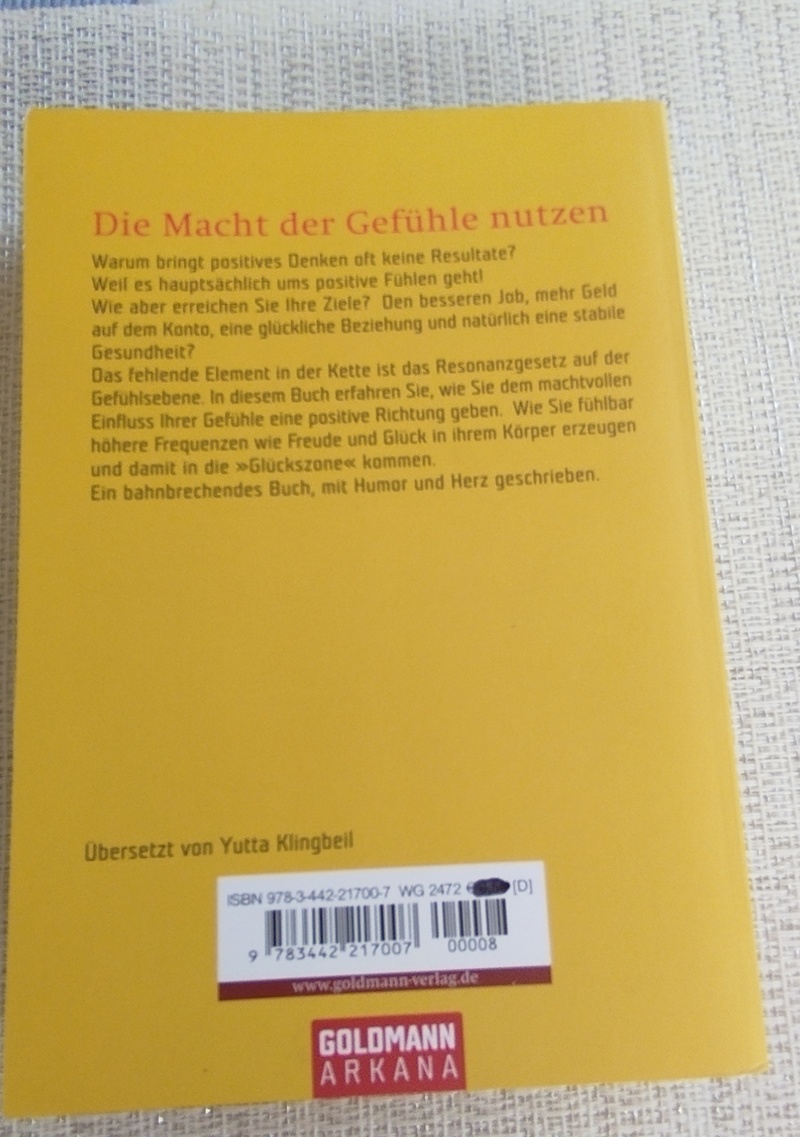 Die Macht der Gefühle nutzen
Warum bringt positives Denken oft keine Resultate?
Weil es hauptsächlich ums positive Fühlen geht!
Wie aber erreichen Sie Ihre Ziele? Den besseren Job, mehr Geld
auf dem Konto, eine glückliche Beziehung und natürlich eine stabile
Gesundheit?
Das fehlende Element in der Kette ist das Resonanzgesetz auf der
Gefühlsebene. In diesem Buch erfahren Sie, wie Sie dem machtvollen
Einfluss Ihrer Gefühle eine positive Richtung geben. Wie Sie fühlbar
höhere Frequenzen wie Freude und Glück in ihrem Körper erzeugen
und damit in die »Glückszone« kommen.
Ein bahnbrechendes Buch, mit Humor und Herz geschrieben.
Übersetzt von Yutta Klingbeil
ISBN 978-3-442-21700-7 WG 2472 € [D]
9 783442 217007 00008
www.goldmann-verlag.de
GOLDMANN
ARKANA